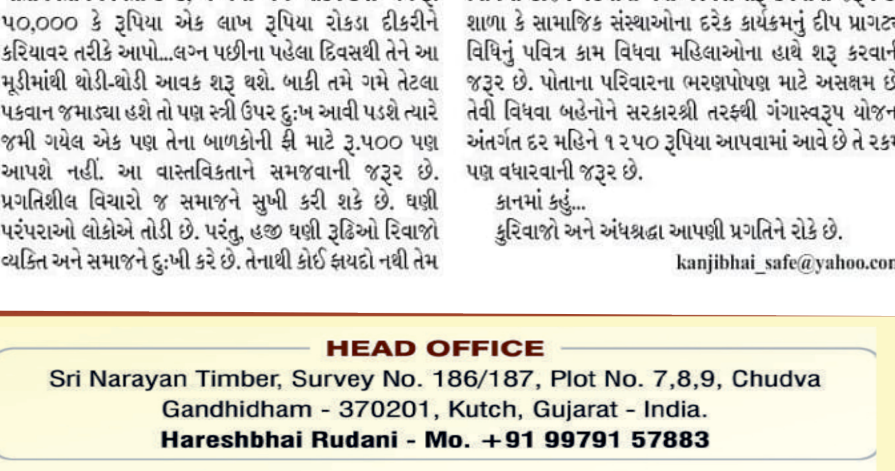 ૫૦,૦૦૦ કે રૂપિયા એક લાખ રૂપિયા રોકડા દીકરીને
કરિયાવર તરીકે આપો...લગ્ન પછીના પહેલા દિવસથી તેને આ
મૂડીમાંથી થોડી-થોડી આવક શરૂ થશે. બાકી તમે ગમે તેટલા
પકવાન જમાડ્યા હશે તો પણ સ્ત્રી ઉપર દુઃખ આવી પડશે ત્યારે
જમી ગયેલ એક પણ તેના બાળકોની ફી માટે રૂ.૫૦૦ પણ
આપશે નહીં. આ વાસ્તવિકતાને સમજવાની જરૂર છે.
પ્રગતિશીલ વિચારો જ સમાજને સુખી કરી શકે છે. ઘણી
પરંપરાઓ લોકોએ તોડી છે. પરંતુ, હજી ઘણી રૂઢિઓ રિવાજો
વ્યક્તિ અને સમાજને દુઃખી કરે છે. તેનાથી કોઈ ફાયદો નથી તેમ
શાળા કે સામાજિક સંસ્થાઓના દરેક કાર્યક્રમનું દીપ પ્રાગટ્ય
વિધિનું પવિત્ર કામ વિધવા મહિલાઓના હાથે શરૂ કરવાની
જરૂર છે. પોતાના પરિવારના ભરણપોષણ માટે અસક્ષમ છે
તેવી વિધવા બહેનોને સરકારશ્રી તરફથી ગંગાસ્વરૂપ યોજના
અંતર્ગત દર મહિને ૧૨૫૦ રૂપિયા આપવામાં આવે છે તે રકમ
પણ વધારવાની જરૂર છે.
કાનમાં કહું...
કુરિવાજો અને અંધશ્રદ્ધા આપણી પ્રગતિને રોકે છે.
kanjibhai_safe@yahoo.com
HEAD OFFICE
Sri Narayan Timber, Survey No. 186/187, Plot No. 7,8,9, Chudva
Gandhidham - 370201, Kutch, Gujarat - India.
Hareshbhai Rudani - Mo. +91 99791 57883